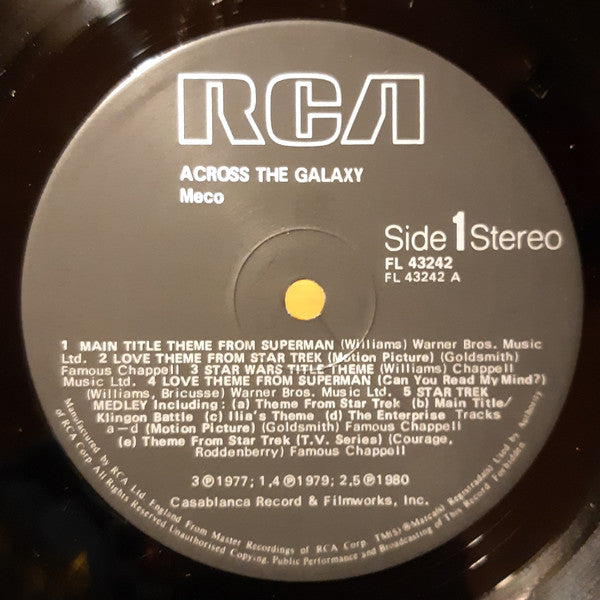 RCA
ACROSS THE GALAXY
Meco
Side 1 Stereo
FL 43242
FL 43242 A
1 MAIN TITLE THEME FROM SUPERMAN (Williams) Warner Bros. Music
Ltd. 2 LOVE THEME FROM STAR TREK (Motion Picture) (Goldsmith)
Famous Chappell 3 STAR WARS TITLE THEME (Williams) Chappell
Music Ltd. 4 LOVE THEME FROM SUPERMAN (Can You Read My Mind?)
(Williams, Bricusse) Warner Bros. Music Ltd. 5 STAR TREK
MEDLEY Including: (a) Theme From Star Trek (b) Main Title/
Klingon Battle (c) Ilia's Theme (d) The Enterprise Tracks
a—d (Motion Picture) (Goldsmith) Famous Chappell
(e) Theme From Star Trek (T.V. Series) (Courage,
Roddenberry) Famous Chappell
3 ℗1977; 1,4 ℗1979; 2,5 ℗1980
Casablanca Record & Filmworks, Inc.
Manufactured by RCA Ltd. England From Master Recordings of RCA Corp. TM(S) ® Marca(s) Registrada(s) Used by Authority
of RCA Corp All Rights Reserved Unauthorised Copying, Public Performance and Broadcasting of This Record Forbidden